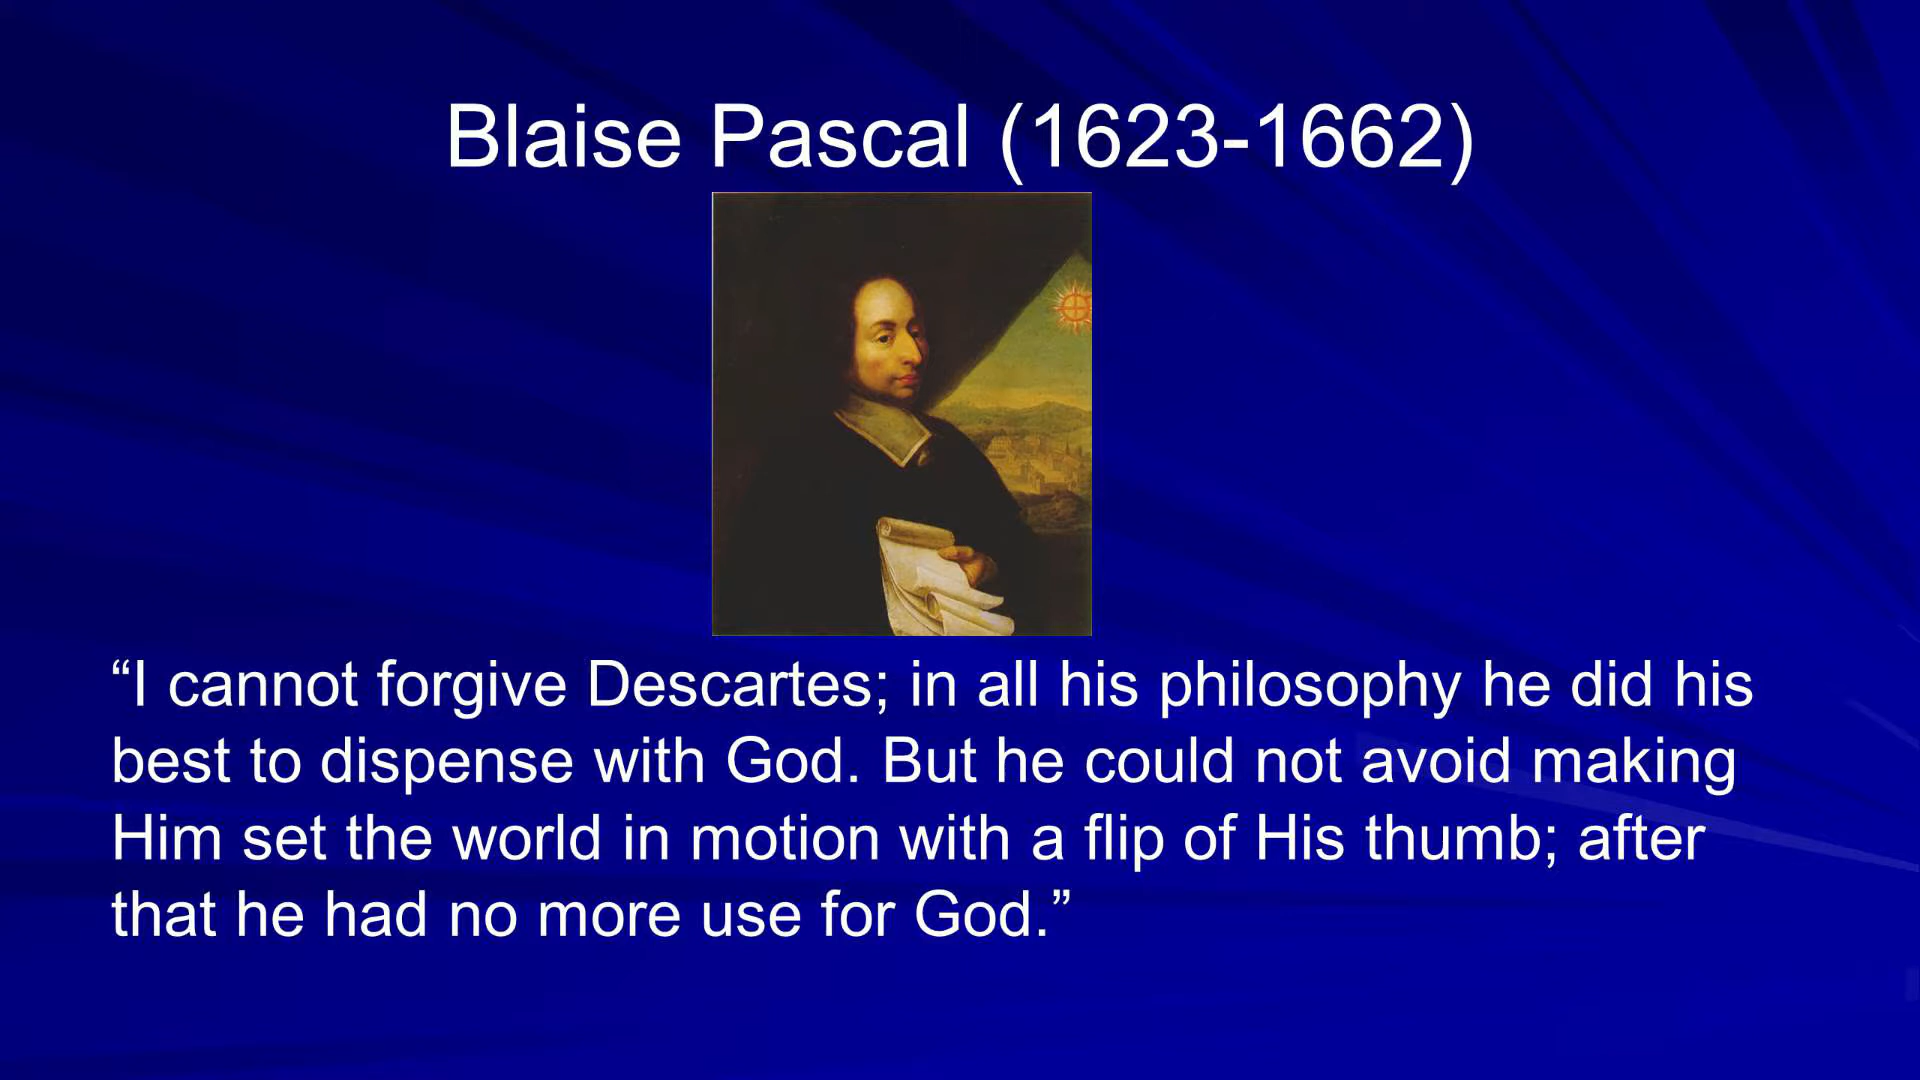 Blaise Pascal (1623-1662)
“I cannot forgive Descartes; in all his philosophy he did his
best to dispense with God. But he could not avoid making
Him set the world in motion with a flip of His thumb; after
that he had no more use for God.”